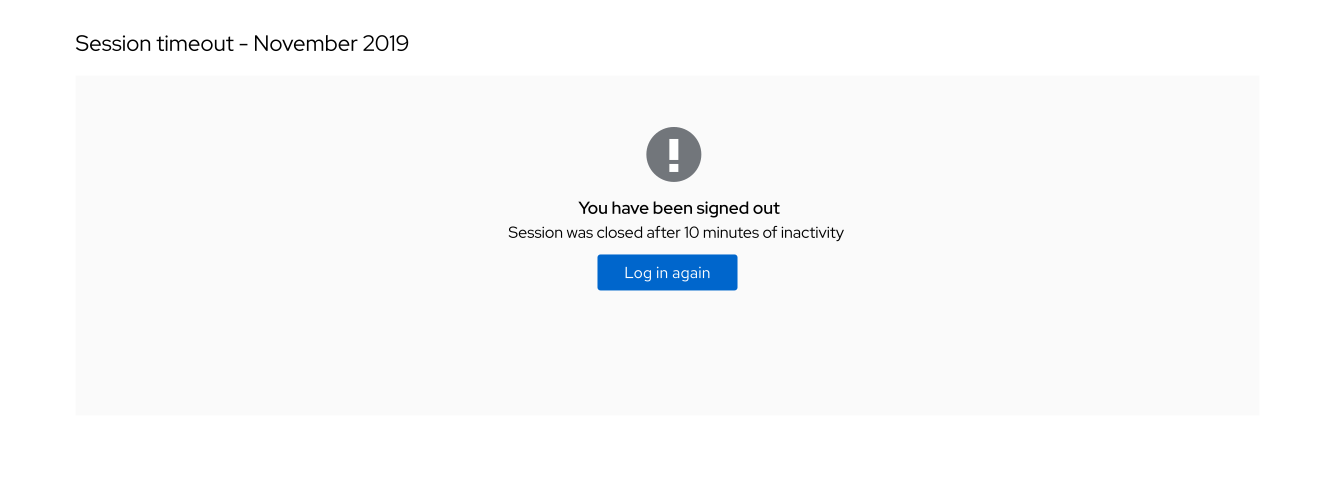 Session timeout - November 2019
You have been signed out
Session was closed after 10 minutes of inactivity
Log in again